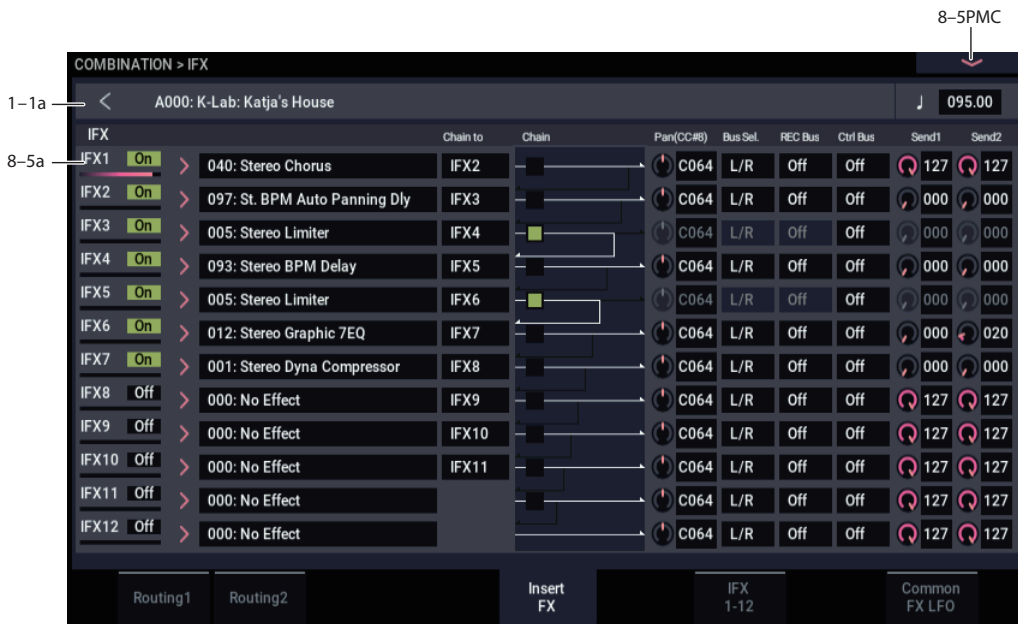 8–5PMC
COMBINATION > IFX
1–1a
A000: K-Lab: Katja's House
♩ 095.00
IFX Chain to Chain Pan(CC#8) Bus Sel. REC Bus Ctrl Bus Send1 Send2
8–5a
IFX1 On 040: Stereo Chorus IFX2 C064 L/R Off Off 127 127
IFX2 On 097: St. BPM Auto Panning Dly IFX3 C064 L/R Off Off 000 000
IFX3 On 005: Stereo Limiter IFX4 C064 L/R Off Off 000 000
IFX4 On 093: Stereo BPM Delay IFX5 C064 L/R Off Off 000 000
IFX5 On 005: Stereo Limiter IFX6 C064 L/R Off Off 000 000
IFX6 On 012: Stereo Graphic 7EQ IFX7 C064 L/R Off Off 000 020
IFX7 On 001: Stereo Dyna Compressor IFX8 C064 L/R Off Off 000 000
IFX8 Off 000: No Effect IFX9 C064 L/R Off Off 127 127
IFX9 Off 000: No Effect IFX10 C064 L/R Off Off 127 127
IFX10 Off 000: No Effect IFX11 C064 L/R Off Off 127 127
IFX11 Off 000: No Effect C064 L/R Off Off 127 127
IFX12 Off 000: No Effect C064 L/R Off Off 127 127
Routing1
Routing2
Insert
FX
IFX
1-12
Common
FX LFO